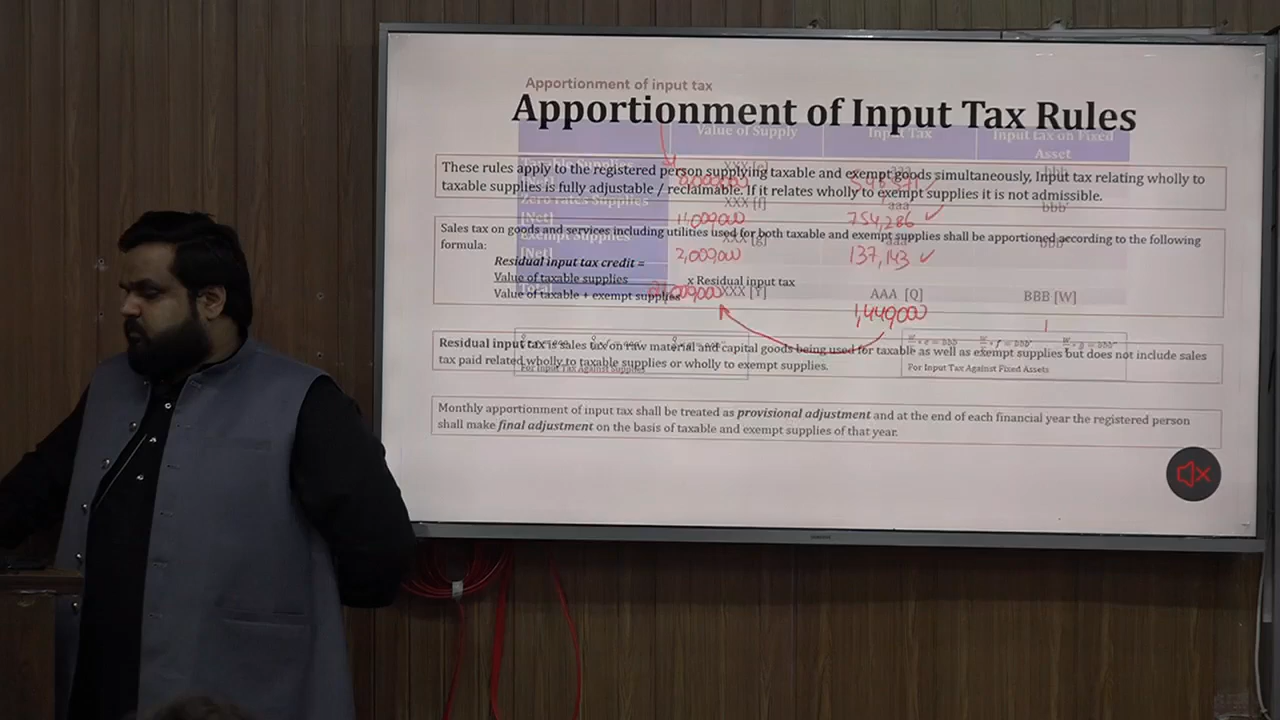 Apportionment of input tax
Apportionment of Input Tax Rules
Value of Supply Input Tax Input tax on Fixed
Asset
These rules apply to the registered person supplying taxable and exempt goods simultaneously, Input tax relating wholly to
taxable supplies is fully adjustable / reclaimable. If it relates wholly to exempt supplies it is not admissible.
Zero rates Supplies
[Net] XXX [f] aaa' bbb'
11,000,000 754,286 ✓
Sales tax on goods and services including utilities used for both taxable and exempt supplies shall be apportioned according to the following
formula:
Exempt Supplies
[Net] XXX [g]
2,000,000 137,143 ✓
Residual input tax credit =
Value of taxable supplies x Residual input tax
Value of taxable + exempt supplies
Total XXX [Y] AAA [Q] BBB [W]
1,440,000
Residual input tax is sales tax on raw material and capital goods being used for taxable as well as exempt supplies but does not include sales
tax paid related wholly to taxable supplies or wholly to exempt supplies.
For Input Tax Against Supplies For Input Tax Against Fixed Assets
Monthly apportionment of input tax shall be treated as provisional adjustment and at the end of each financial year the registered person
shall make final adjustment on the basis of taxable and exempt supplies of that year.
SAMSUNG